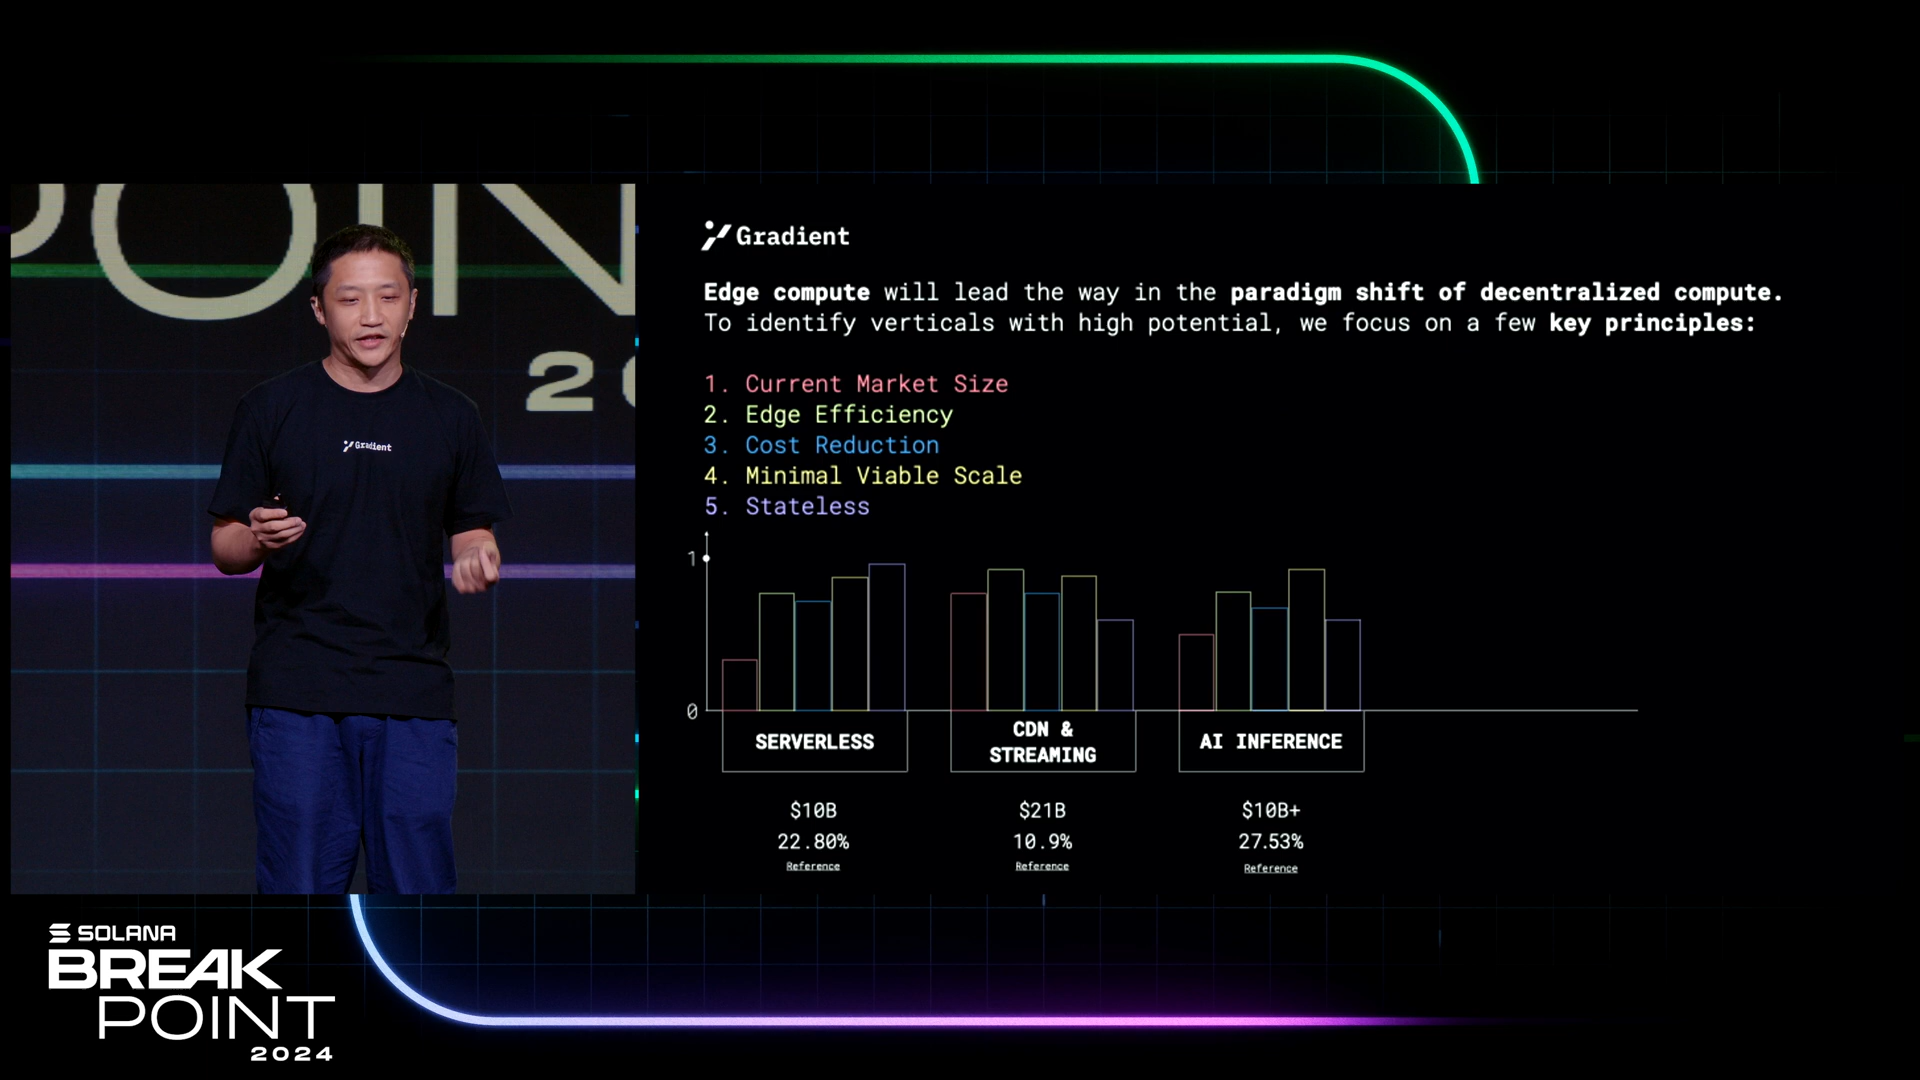 POIN
20
Gradient
Gradient
Edge compute will lead the way in the paradigm shift of decentralized compute.
To identify verticals with high potential, we focus on a few key principles:
1. Current Market Size
2. Edge Efficiency
3. Cost Reduction
4. Minimal Viable Scale
5. Stateless
1
0
SERVERLESS
CDN &
STREAMING
AI INFERENCE
$10B
$21B
$10B+
22.80%
10.9%
27.53%
Reference
Reference
Reference
SOLANA
BREAK
POINT
2024